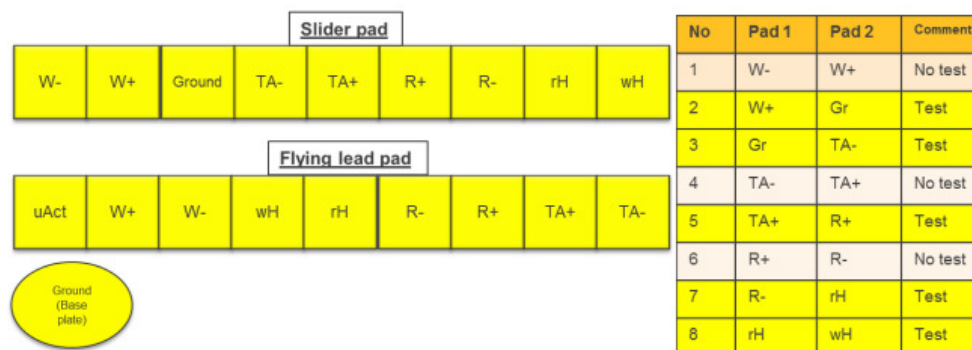 Slider pad
W- W+ Ground TA- TA+ R+ R- rH wH
Flying lead pad
uAct W+ W- wH rH R- R+ TA+ TA-
Ground
(Base
plate)
No Pad 1 Pad 2 Comment
1 W- W+ No test
2 W+ Gr Test
3 Gr TA- Test
4 TA- TA+ No test
5 TA+ R+ Test
6 R+ R- No test
7 R- rH Test
8 rH wH Test